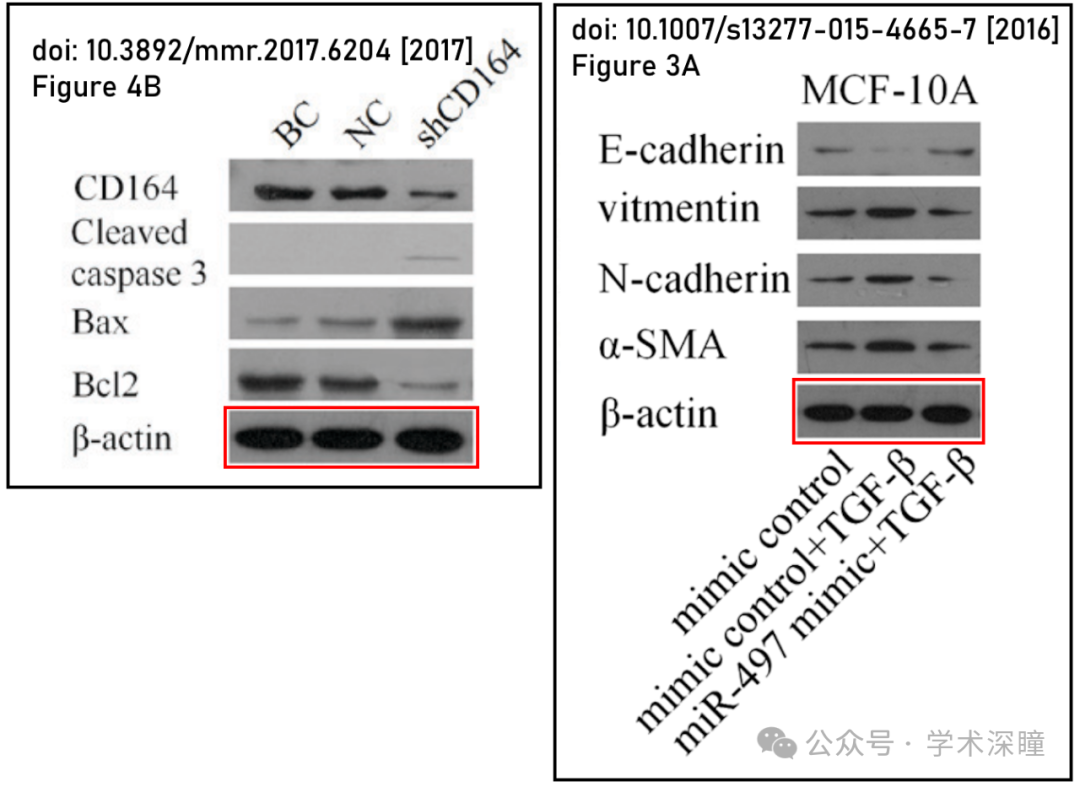 doi: 10.3892/mmr.2017.6204 [2017]
Figure 4B
BC
NC
shCD164
CD164
Cleaved
caspase 3
Bax
Bcl2
β-actin
doi: 10.1007/s13277-015-4665-7 [2016]
Figure 3A
MCF-10A
E-cadherin
vitmentin
N-cadherin
α-SMA
β-actin
mimic control
mimic control+TGF-β
miR-497 mimic+TGF-β
公众号 · 学术深瞳